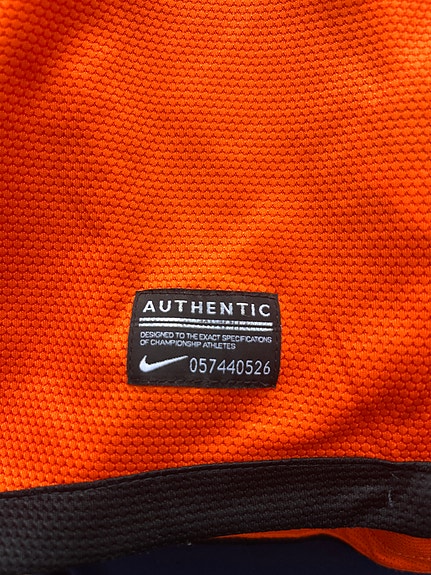 AUTHENTIC
DESIGNED TO THE EXACT SPECIFICATIONS
OF CHAMPIONSHIP ATHLETES
057440526